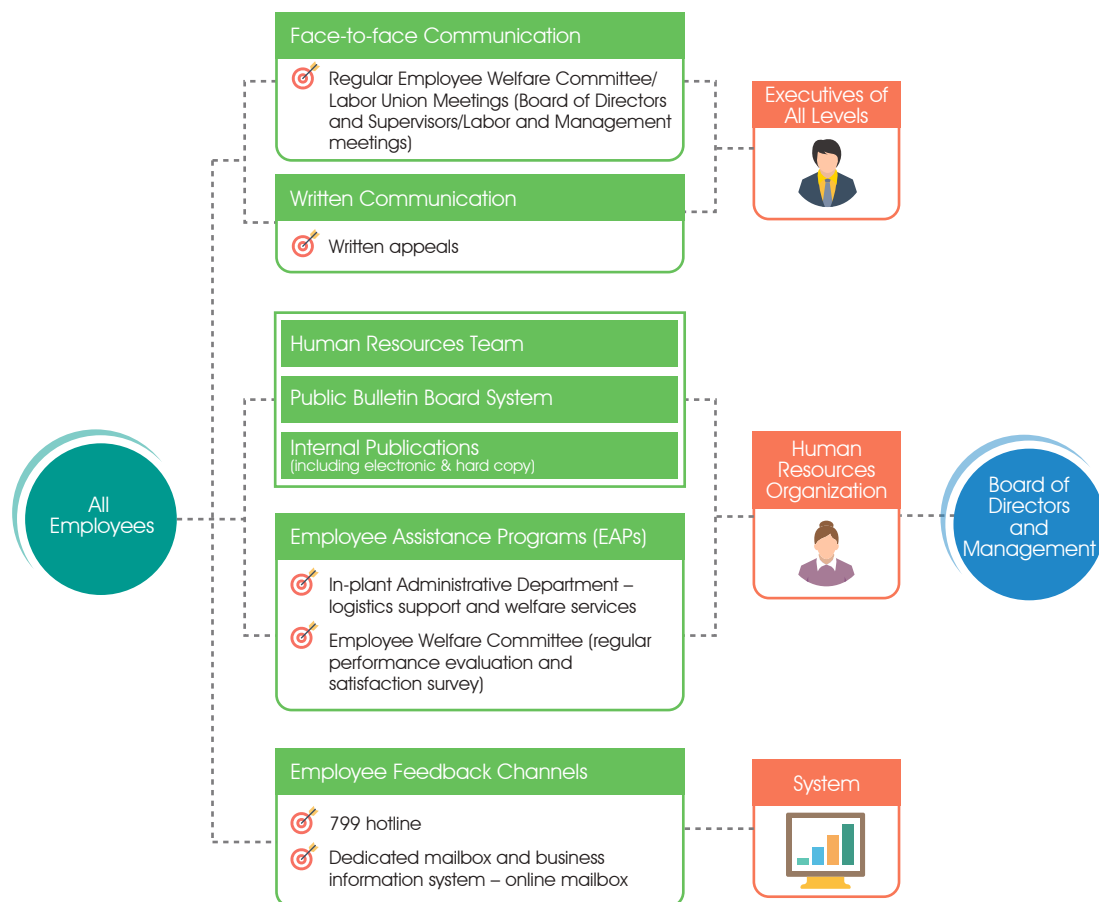 Face-to-face Communication
Regular Employee Welfare Committee/
Labor Union Meetings (Board of Directors
and Supervisors/Labor and Management
meetings)
Written Communication
Written appeals
Executives of
All Levels
Human Resources Team
Public Bulletin Board System
Internal Publications
(including electronic & hard copy)
All
Employees
Employee Assistance Programs (EAPs)
In-plant Administrative Department –
logistics support and welfare services
Employee Welfare Committee (regular
performance evaluation and
satisfaction survey)
Human
Resources
Organization
Board of
Directors
and
Management
Employee Feedback Channels
799 hotline
Dedicated mailbox and business
information system – online mailbox
System